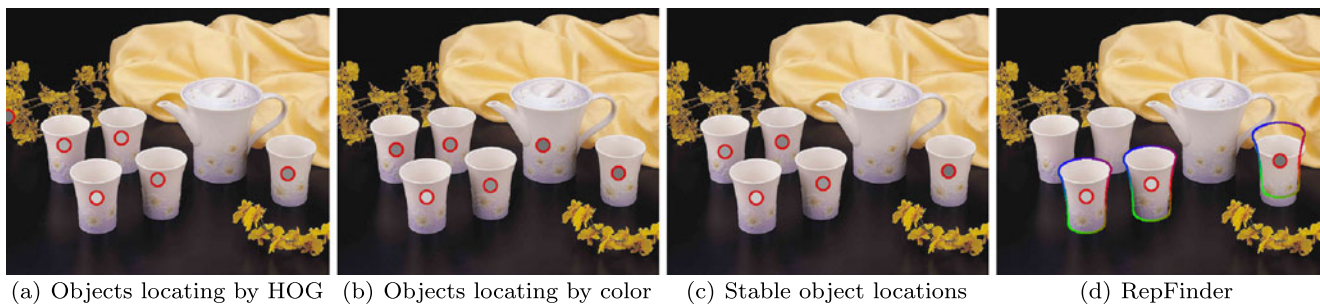 (a) Objects locating by HOG (b) Objects locating by color (c) Stable object locations (d) RepFinder